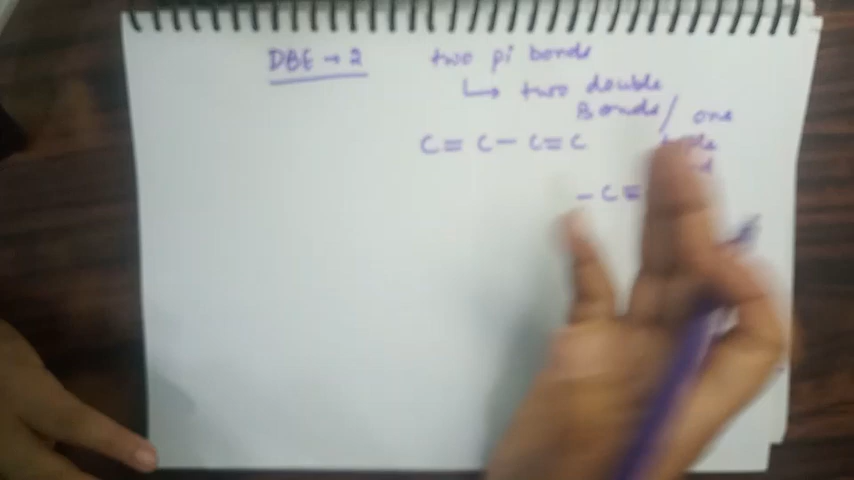 DBE → 2
two pi bonds
↳ two double
Bonds / one
C = C - C = C
- C ≡